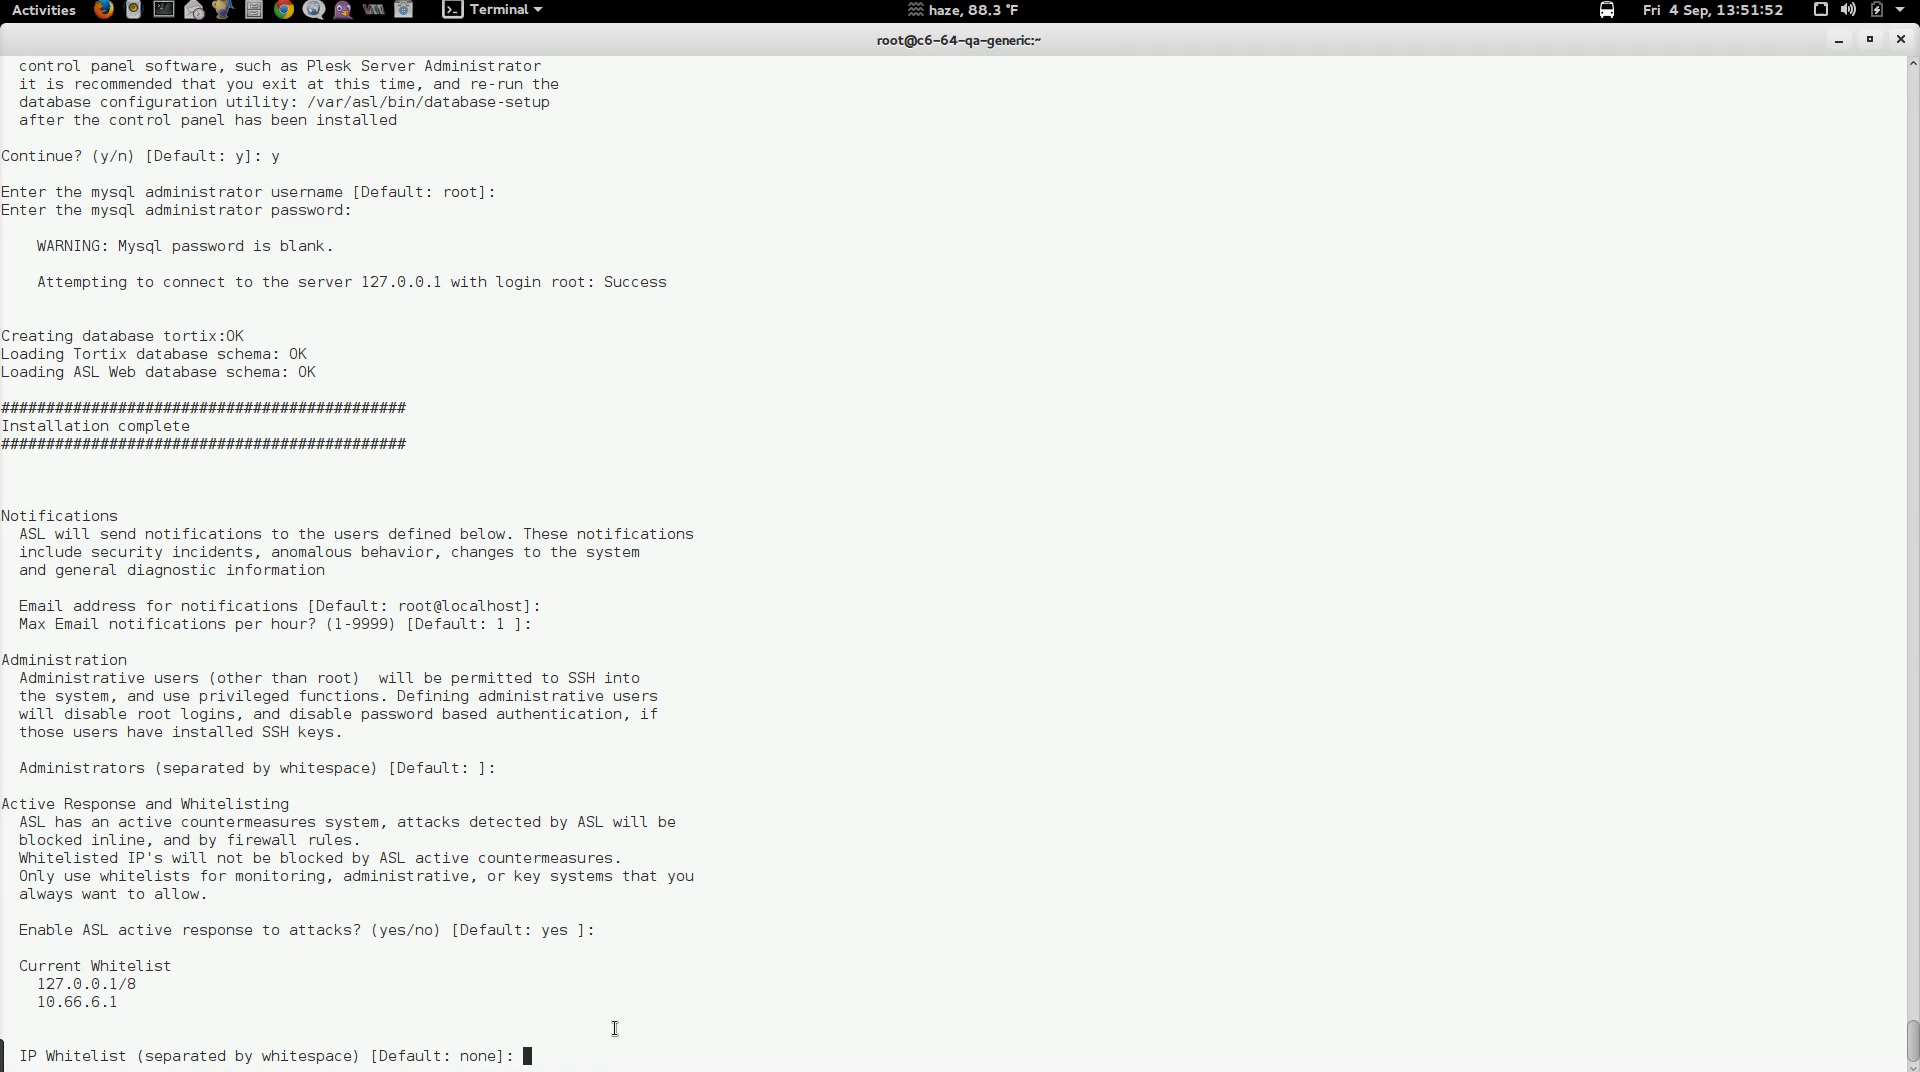 Activities
Terminal
haze, 88.3 °F
Fri 4 Sep, 13:51:52
root@c6-64-qa-generic:~
control panel software, such as Plesk Server Administrator
it is recommended that you exit at this time, and re-run the
database configuration utility: /var/asl/bin/database-setup
after the control panel has been installed
Continue? (y/n) [Default: y]: y
Enter the mysql administrator username [Default: root]:
Enter the mysql administrator password:
WARNING: Mysql password is blank.
Attempting to connect to the server 127.0.0.1 with login root: Success
Creating database tortix:OK
Loading Tortix database schema: OK
Loading ASL Web database schema: OK
#############################################
Installation complete
#############################################
Notifications
ASL will send notifications to the users defined below. These notifications
include security incidents, anomalous behavior, changes to the system
and general diagnostic information
Email address for notifications [Default: root@localhost]:
Max Email notifications per hour? (1-9999) [Default: 1 ]:
Administration
Administrative users (other than root)  will be permitted to SSH into
the system, and use privileged functions. Defining administrative users
will disable root logins, and disable password based authentication, if
those users have installed SSH keys.
Administrators (separated by whitespace) [Default: ]:
Active Response and Whitelisting
ASL has an active countermeasures system, attacks detected by ASL will be
blocked inline, and by firewall rules.
Whitelisted IP's will not be blocked by ASL active countermeasures.
Only use whitelists for monitoring, administrative, or key systems that you
always want to allow.
Enable ASL active response to attacks? (yes/no) [Default: yes ]:
Current Whitelist
127.0.0.1/8
10.66.6.1
IP Whitelist (separated by whitespace) [Default: none]: